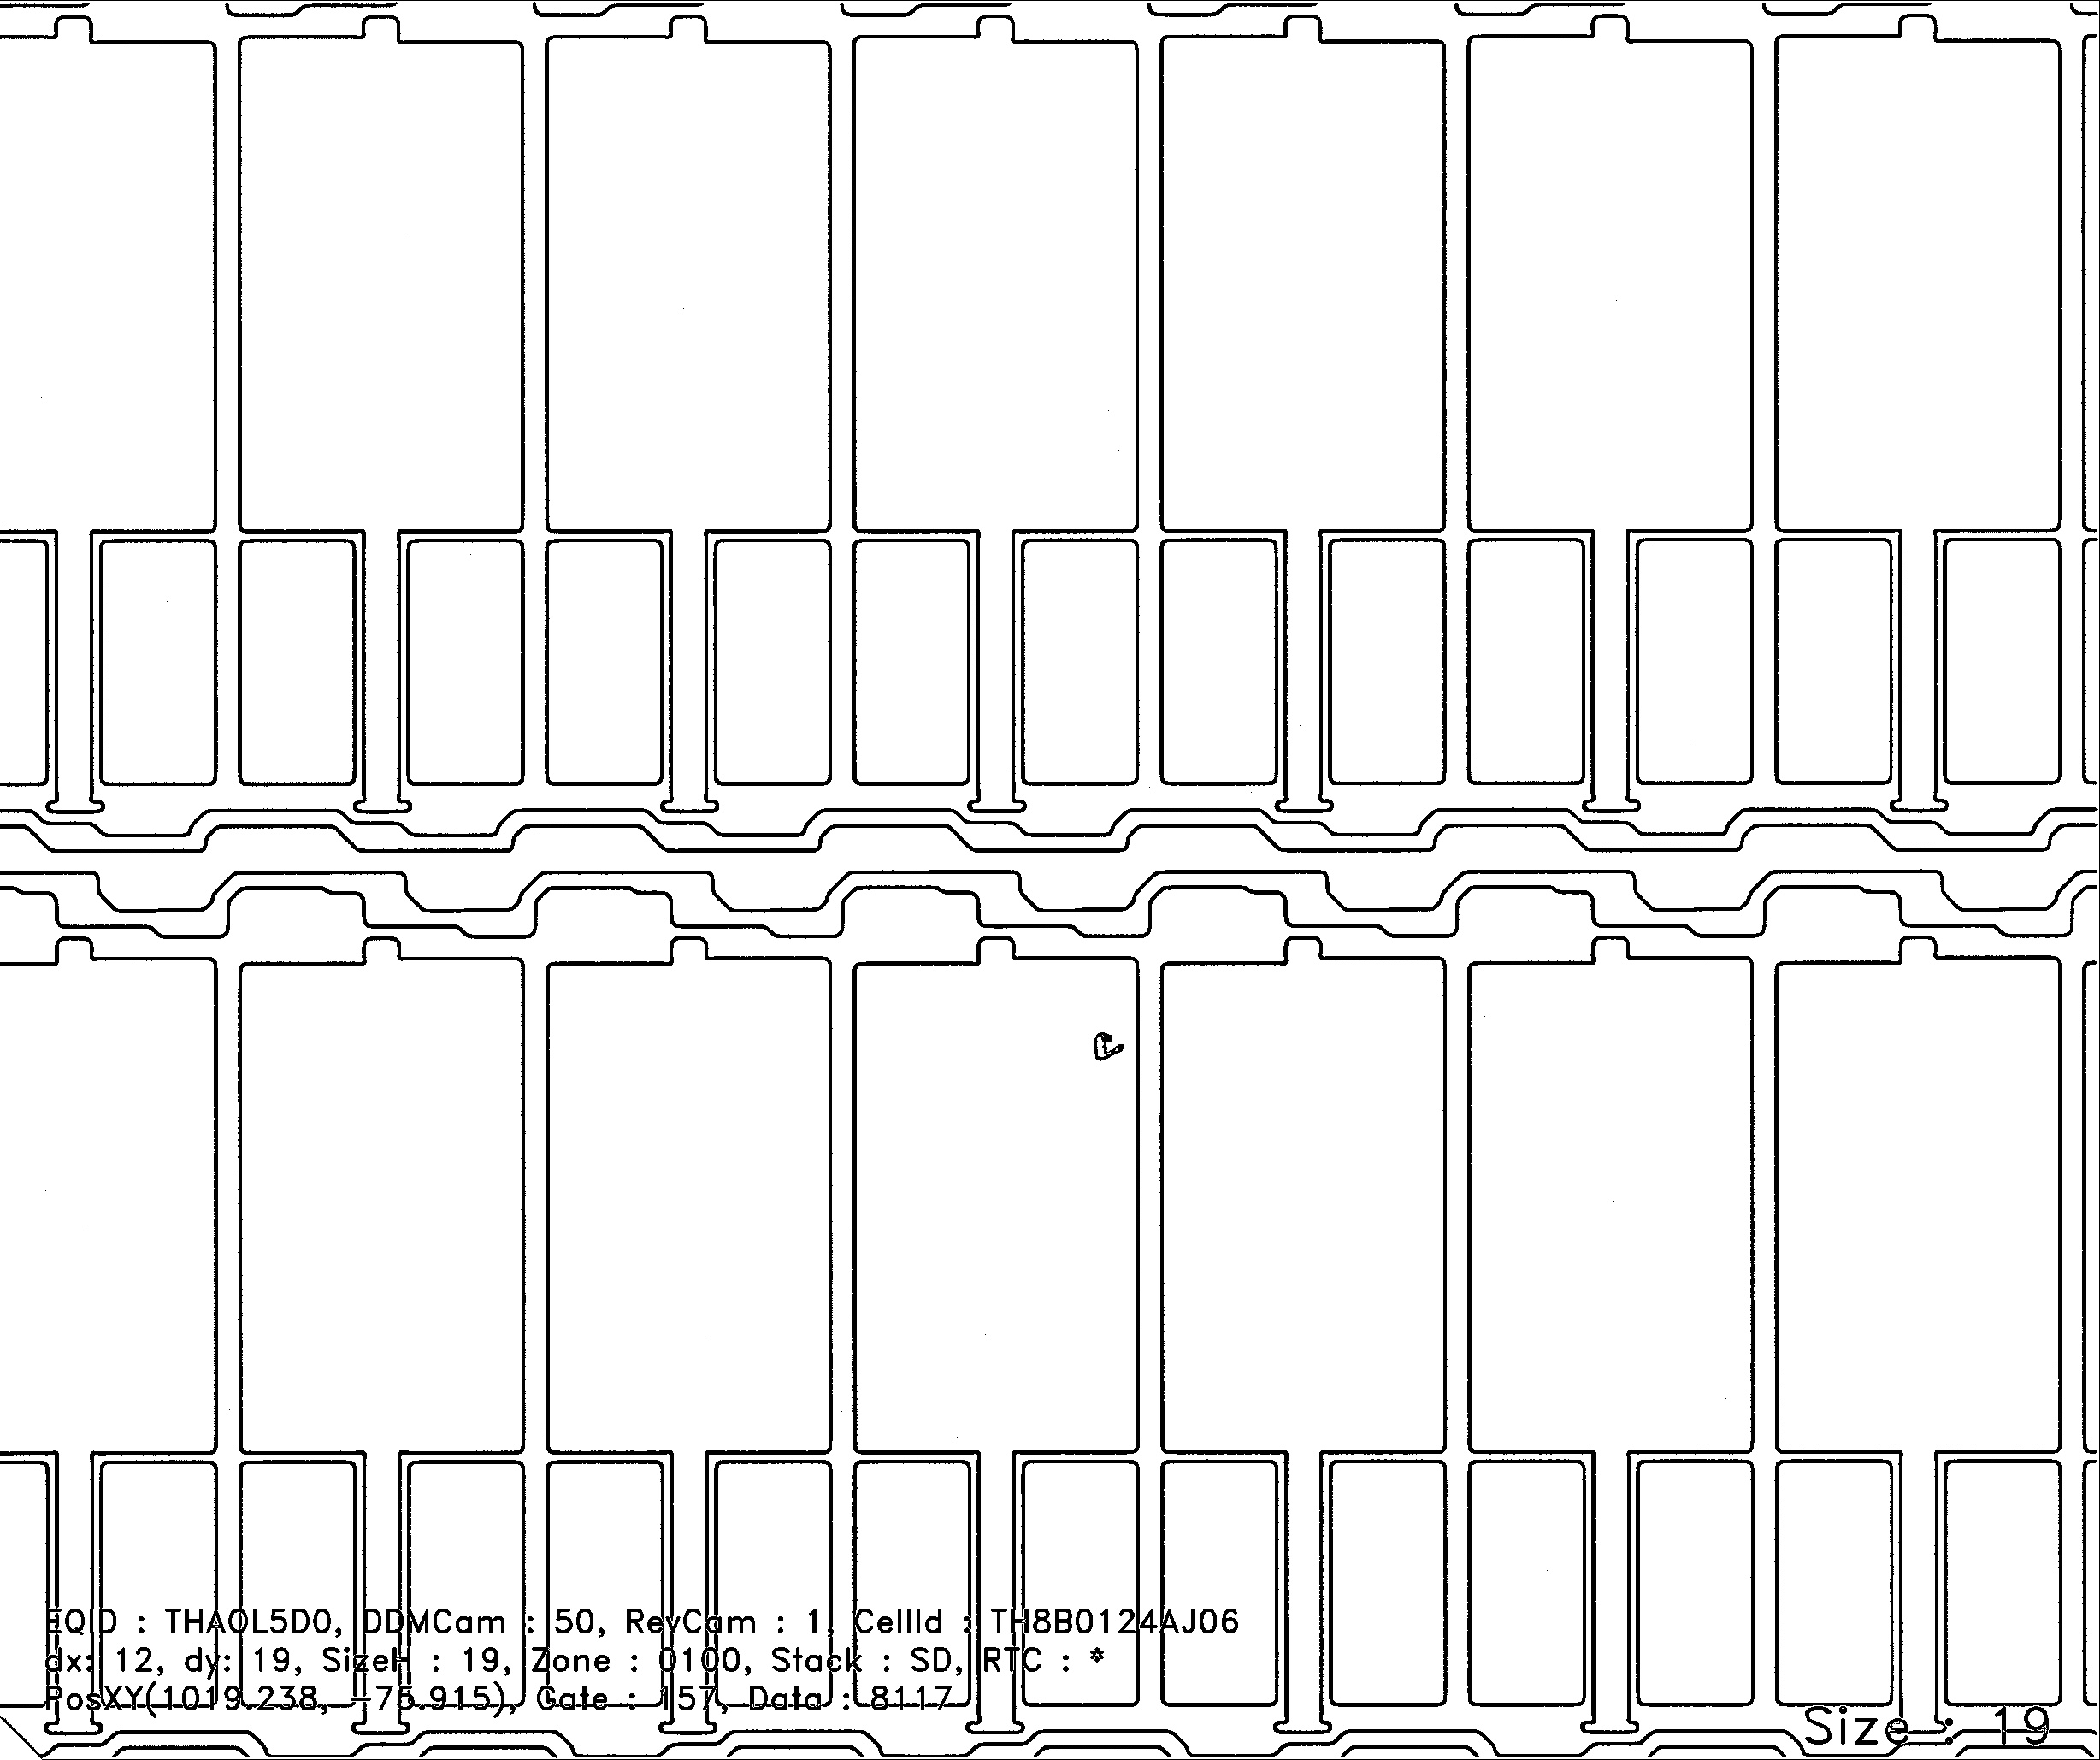 EQID : THA0L5D0, DDMCam : 50, RevCam : 1, CellId : TH8B0124AJ06
dx: 12, dy: 19, SizeH : 19, Zone : 0100, Stack : SD, RTC : *
PosXY(1019.238, -75.915), Gate : 157, Data : 8117
Size : 19